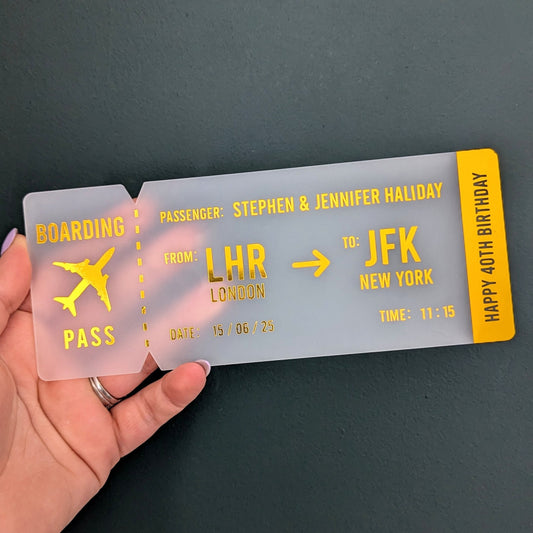 BOARDING
PASS
PASSENGER: STEPHEN & JENNIFER HALIDAY
FROM: LHR
LONDON
TO: JFK
NEW YORK
DATE: 15 / 06 / 25
TIME: 11 : 15
HAPPY 40TH BIRTHDAY